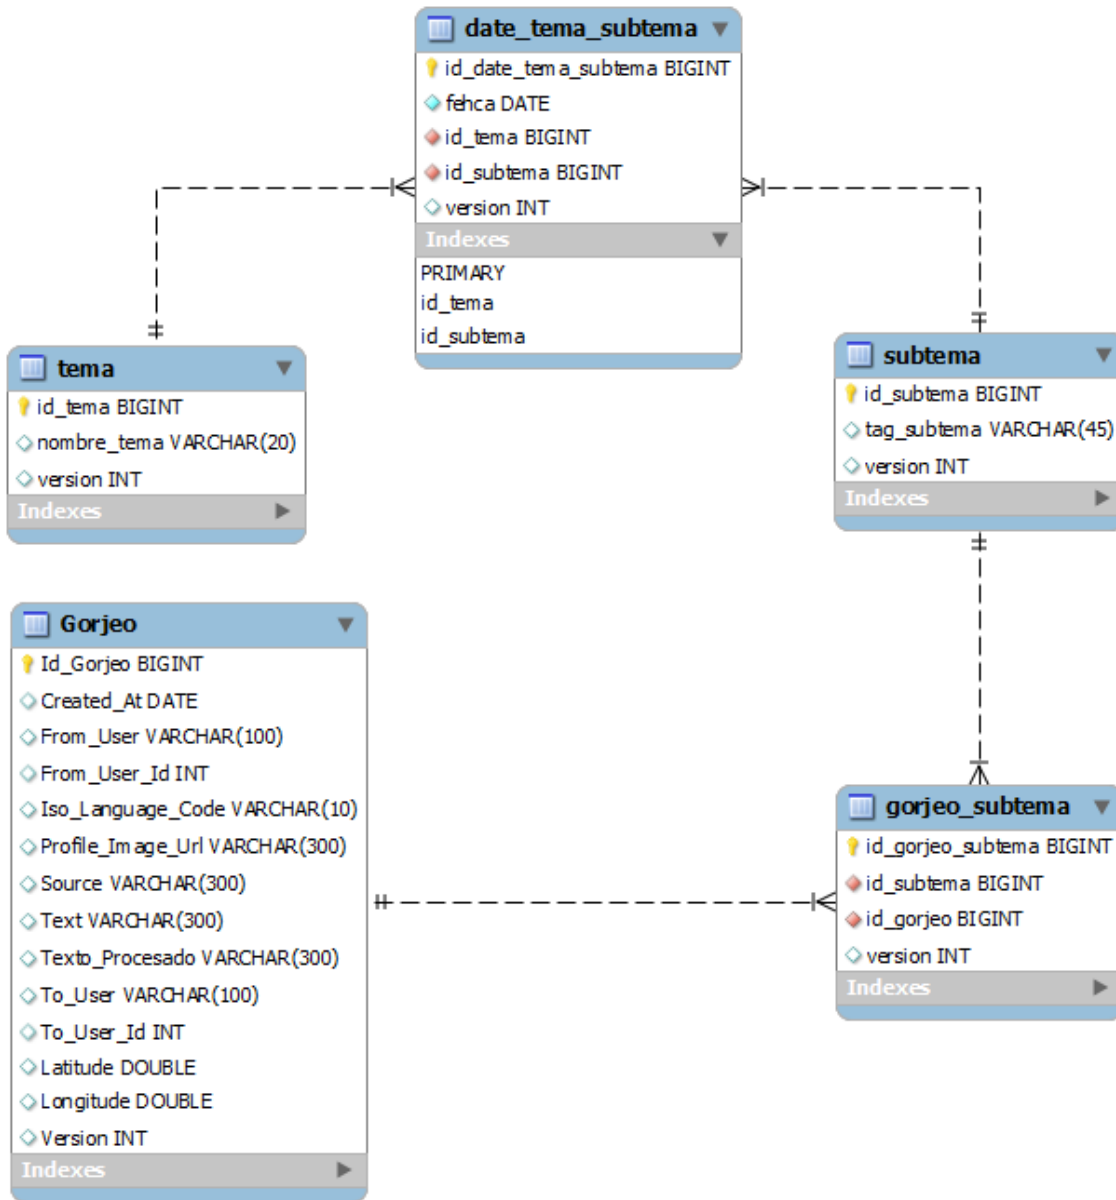 date_tema_subtema
id_date_tema_subtema BIGINT
fehca DATE
id_tema BIGINT
id_subtema BIGINT
version INT
Indexes
PRIMARY
id_tema
id_subtema
tema
id_tema BIGINT
nombre_tema VARCHAR(20)
version INT
Indexes
subtema
id_subtema BIGINT
tag_subtema VARCHAR(45)
version INT
Indexes
Gorjeo
Id_Gorjeo BIGINT
Created_At DATE
From_User VARCHAR(100)
From_User_Id INT
Iso_Language_Code VARCHAR(10)
Profile_Image_Url VARCHAR(300)
Source VARCHAR(300)
Text VARCHAR(300)
Texto_Procesado VARCHAR(300)
To_User VARCHAR(100)
To_User_Id INT
Latitude DOUBLE
Longitude DOUBLE
Version INT
Indexes
gorjeo_subtema
id_gorjeo_subtema BIGINT
id_subtema BIGINT
id_gorjeo BIGINT
version INT
Indexes